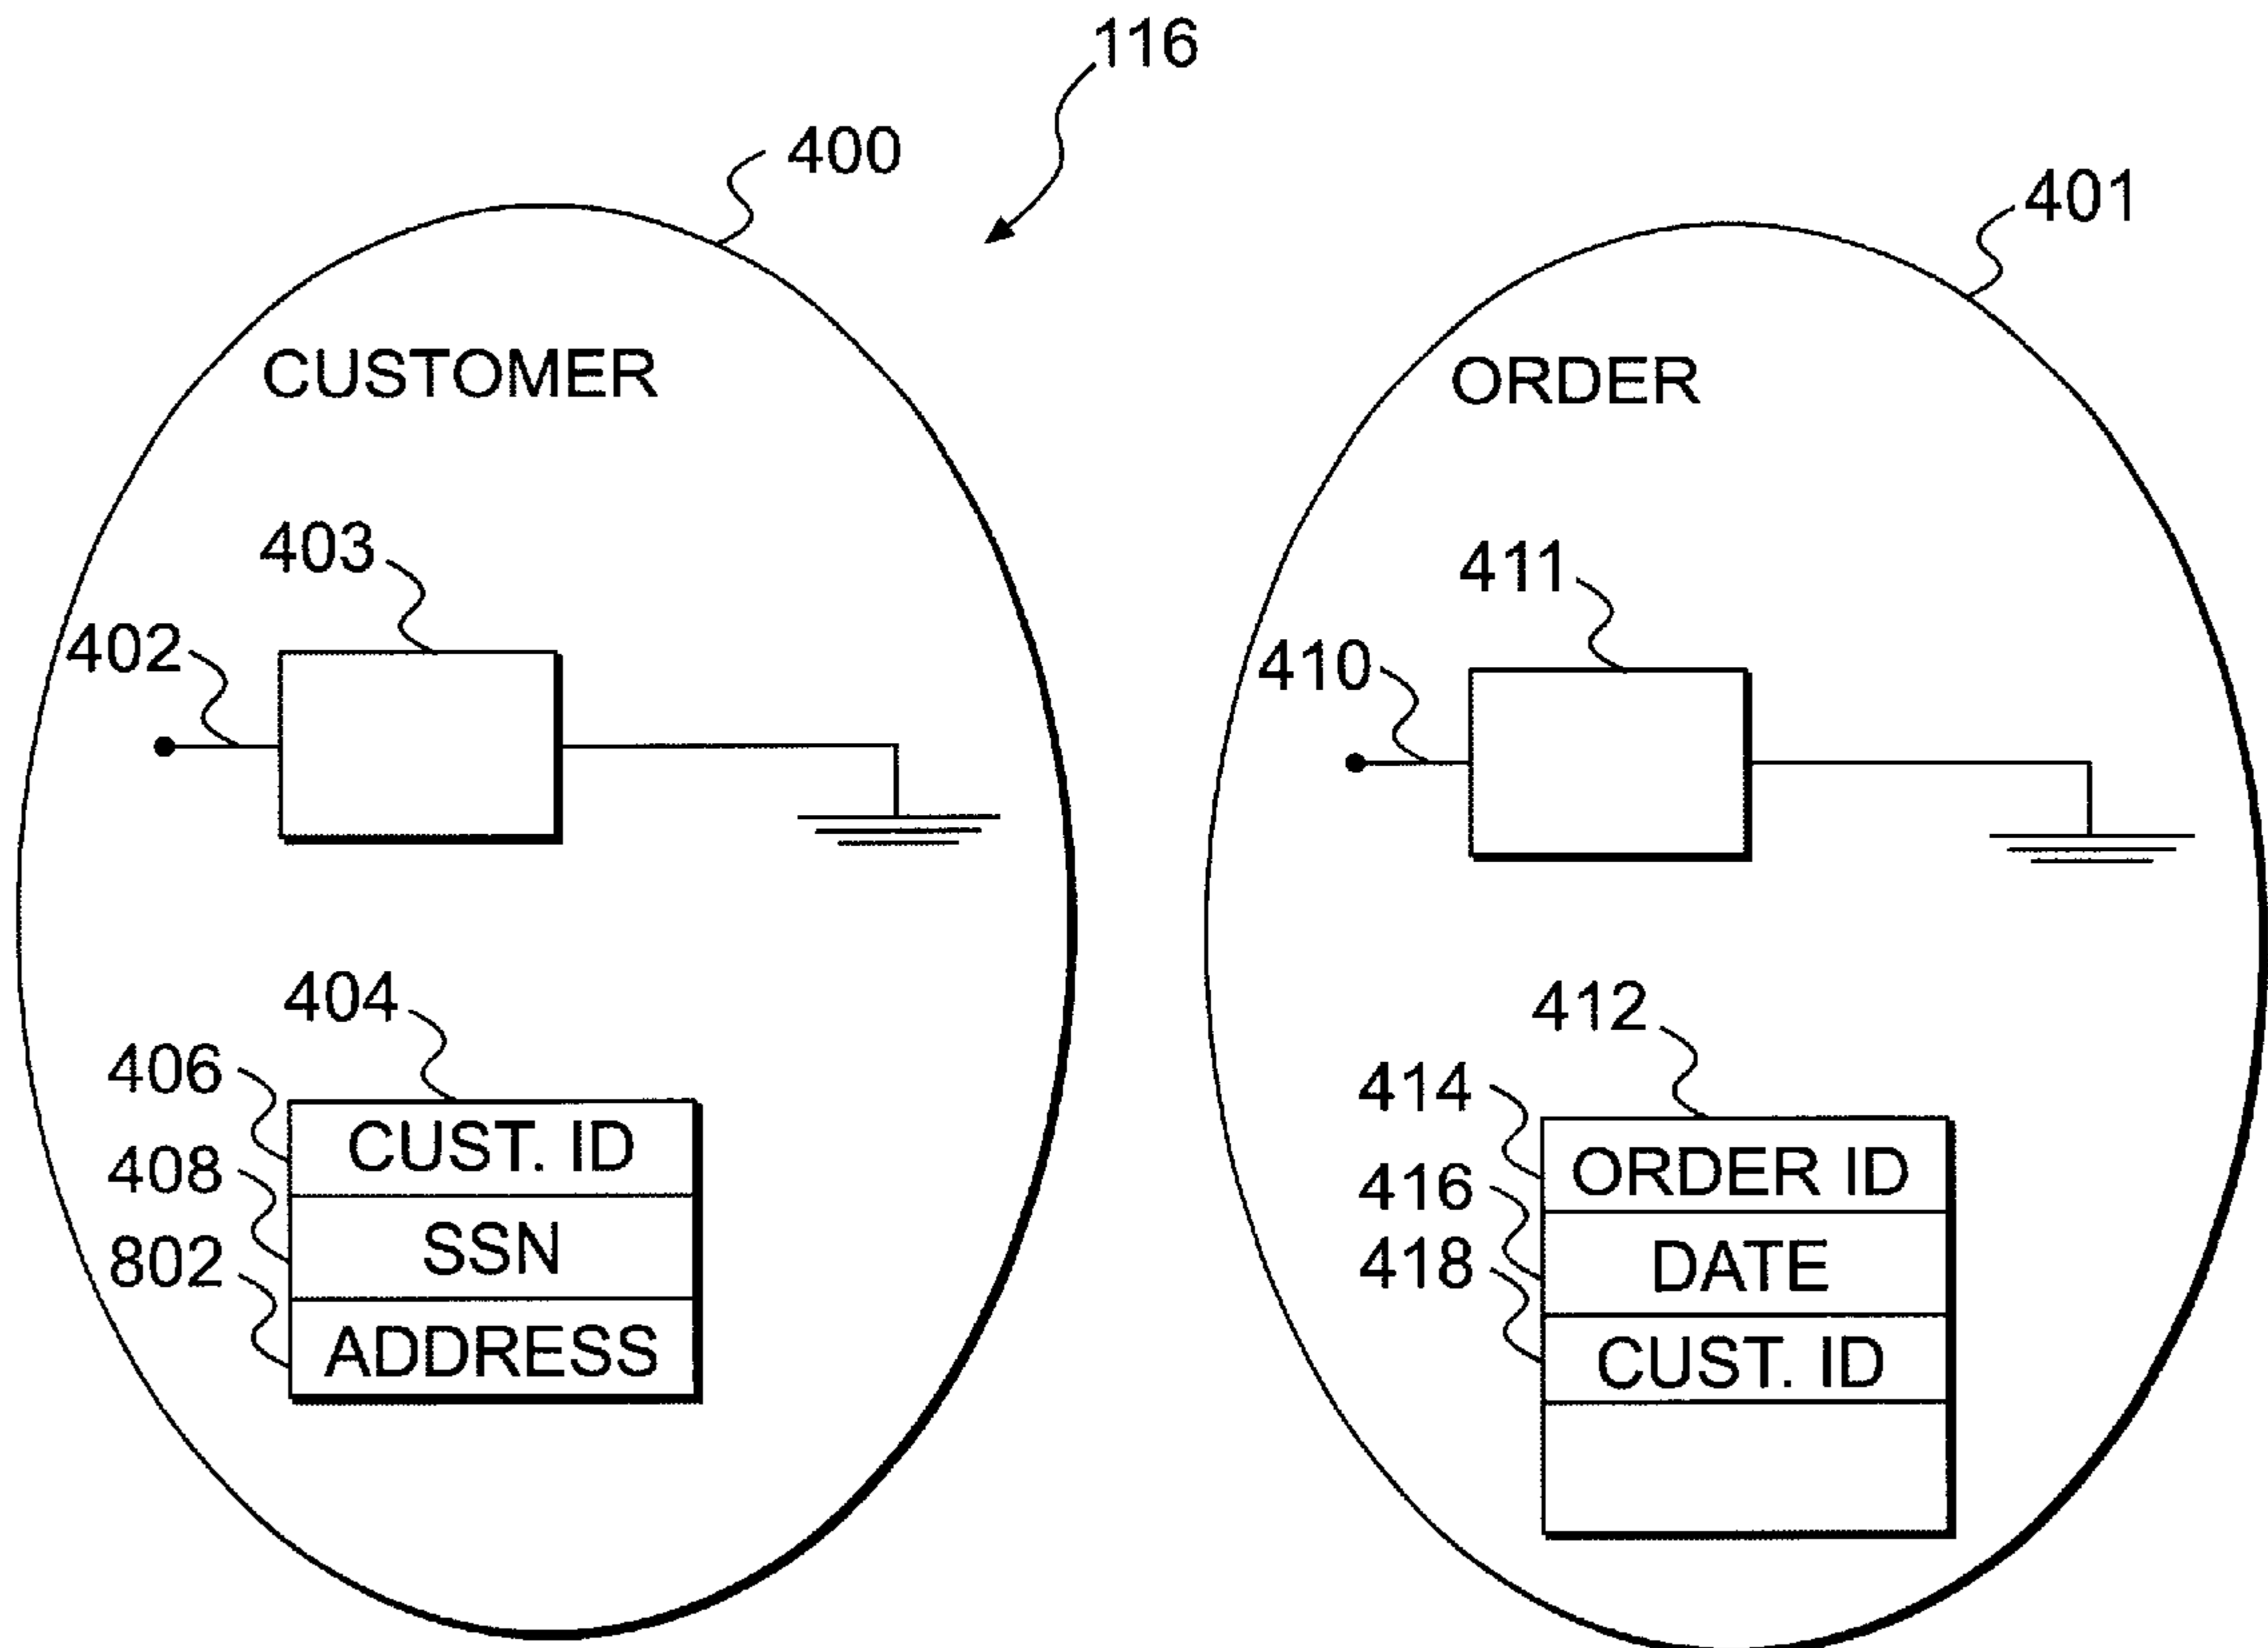 116
400
401
CUSTOMER
ORDER
403
411
402
410
404
412
406
CUST. ID
414
ORDER ID
408
SSN
416
DATE
802
ADDRESS
418
CUST. ID